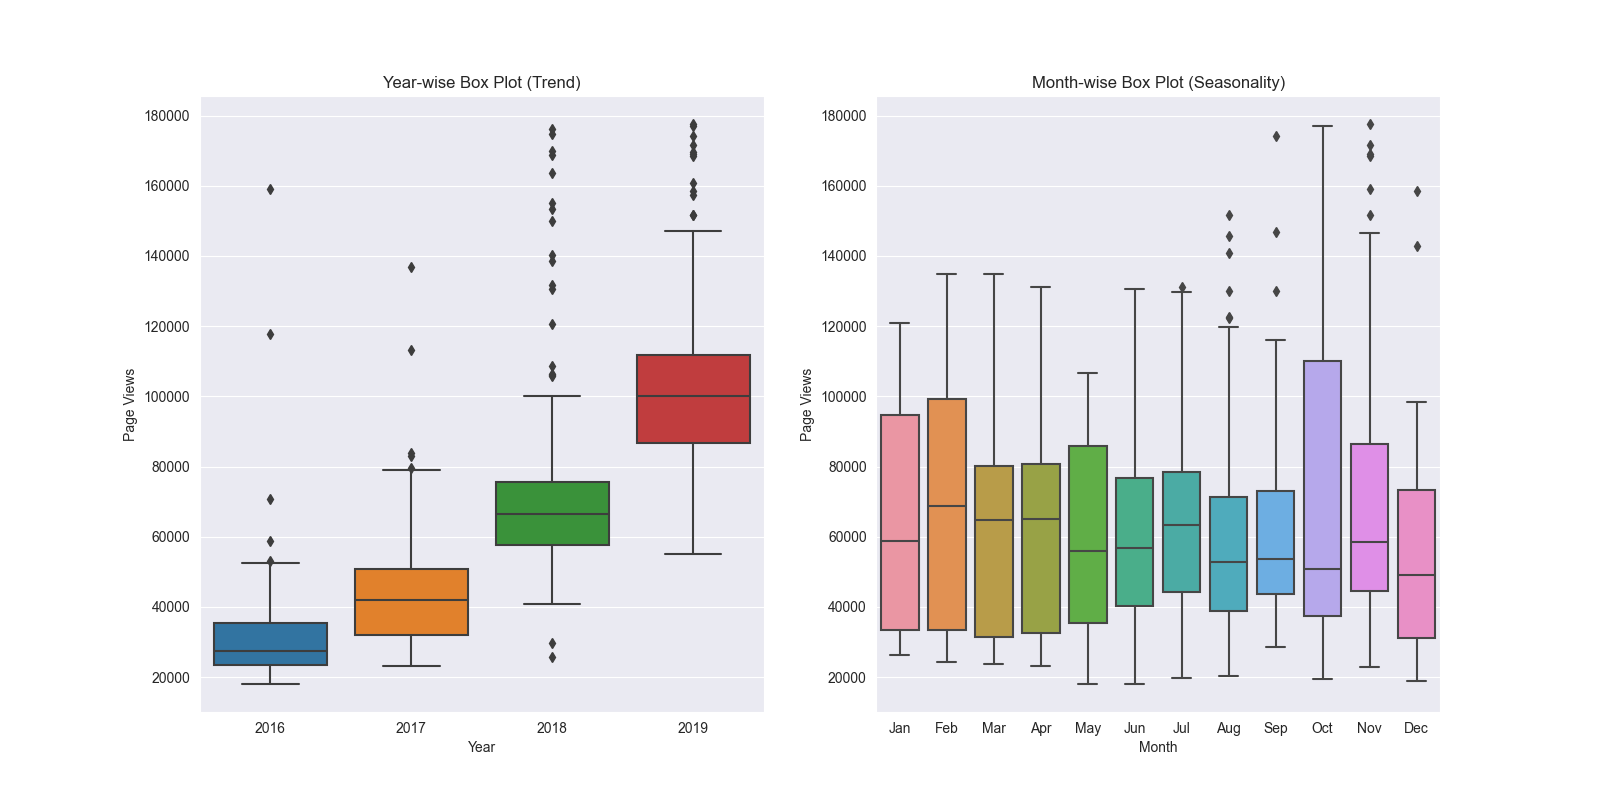 Year-wise Box Plot (Trend)
180000
160000
140000
120000
100000
80000
60000
40000
20000
Page Views
2016 2017 2018 2019
Year
Month-wise Box Plot (Seasonality)
180000
160000
140000
120000
100000
80000
60000
40000
20000
Page Views
Jan Feb Mar Apr May Jun Jul Aug Sep Oct Nov Dec
Month